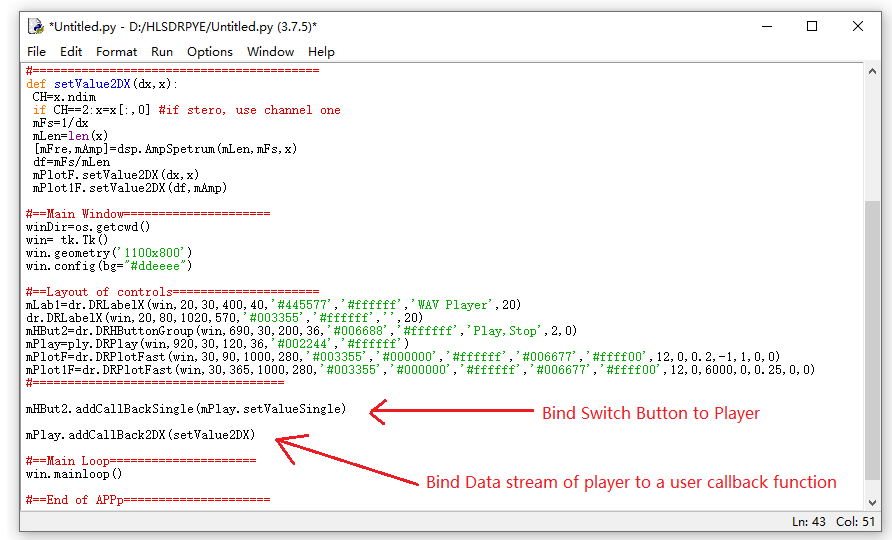 *Untitled.py - D:/HLSDRPYE/Untitled.py (3.7.5)*
File Edit Format Run Options Window Help
#=========================================
def setValue2DX(dx,x):
 CH=x.ndim
 if CH==2:x=x[:,0] #if stero, use channel one
 mFs=1/dx
 mLen=len(x)
 [mFre,mAmp]=dsp.AmpSpetrum(mLen,mFs,x)
 df=mFs/mLen
 mPlotF.setValue2DX(dx,x)
 mPlot1F.setValue2DX(df,mAmp)
#==Main Window=====================
winDir=os.getcwd()
win= tk.Tk()
win.geometry('1100x800')
win.config(bg="#ddeeee")
#==Layout of controls=====================
mLab1=dr.DRLabelX(win,20,30,400,40,'#445577','#ffffff','WAV Player',20)
dr.DRLabelX(win,20,80,1020,570,'#003355','#ffffff','',20)
mHBut2=dr.DRHButtonGroup(win,690,30,200,36,'#006688','#ffffff','Play,Stop',2,0)
mPlay=ply.DRPlay(win,920,30,120,36,'#002244','#ffffff')
mPlotF=dr.DRPlotFast(win,30,90,1000,280,'#003355','#000000','#ffffff','#006677','#ffff00',12,0,0.2,-1,1,0,0)
mPlot1F=dr.DRPlotFast(win,30,365,1000,280,'#003355','#000000','#ffffff','#006677','#ffff00',12,0,6000,0,0.25,0,0)
#====================================
mHBut2.addCallBackSingle(mPlay.setValueSingle)
Bind Switch Button to Player
mPlay.addCallBack2DX(setValue2DX)
#==Main Loop=====================
win.mainloop()
Bind Data stream of player to a user callback function
#==End of APPp=====================
Ln: 43 Col: 51